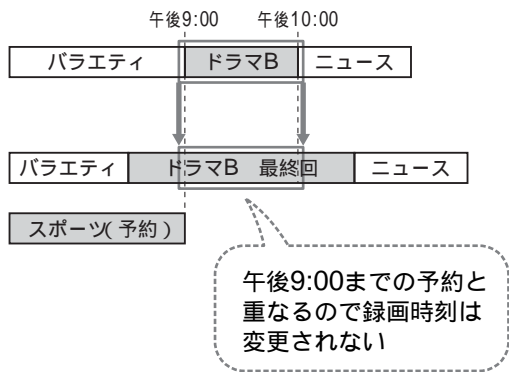 午後9:00 午後10:00
バラエティ ドラマB ニュース
バラエティ ドラマB 最終回 ニュース
スポーツ(予約)
午後9:00までの予約と
重なるので録画時刻は
変更されない